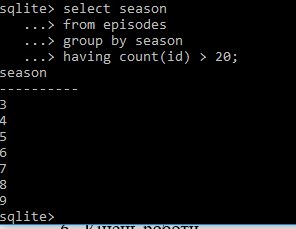 sqlite> select season
   ...> from episodes
   ...> group by season
   ...> having count(id) > 20;
season
----------
3
4
5
6
7
8
9
sqlite>